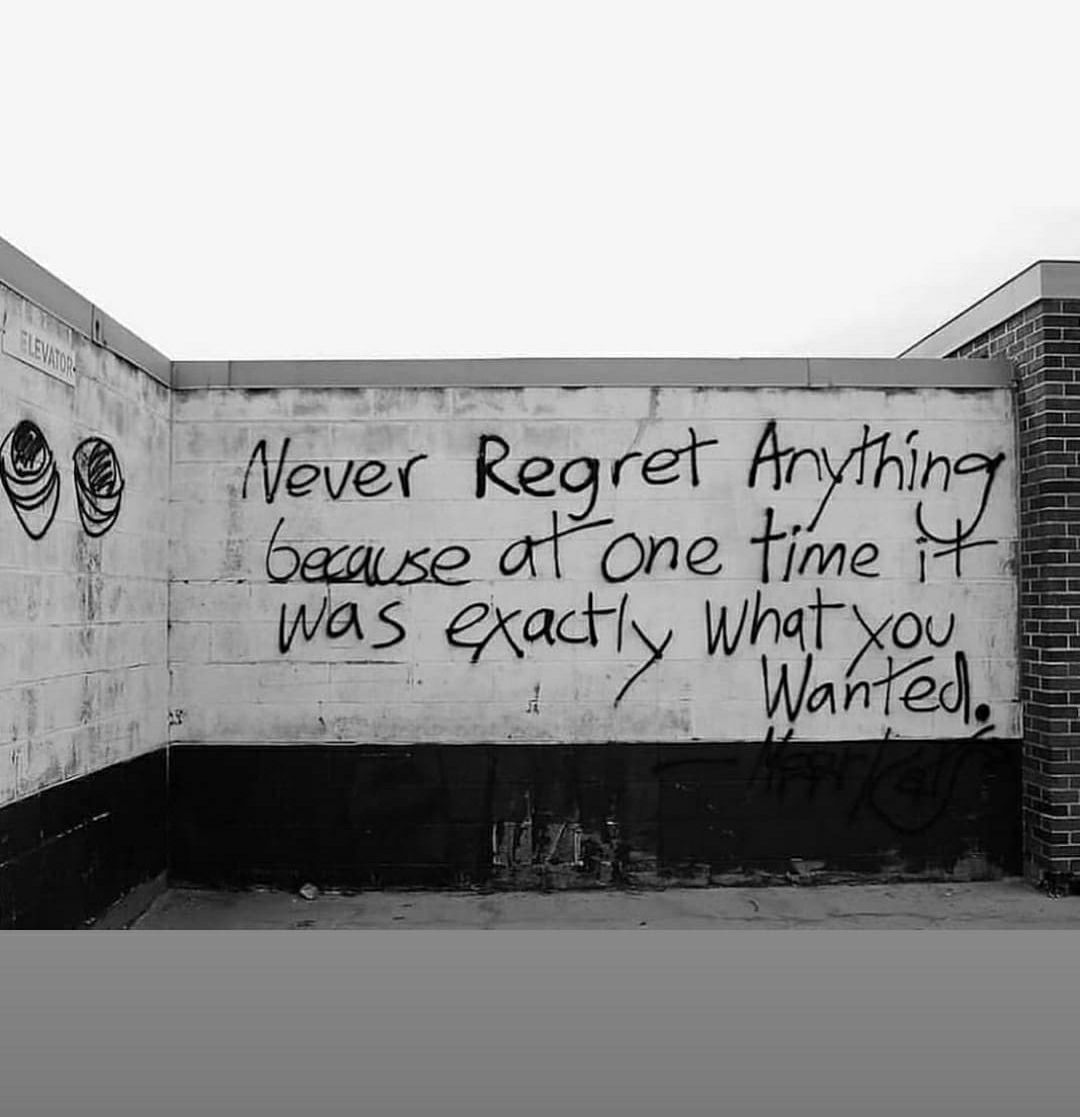 ELEVATOR
Never Regret Anything
because at one time it
was exactly what you
Wanted.